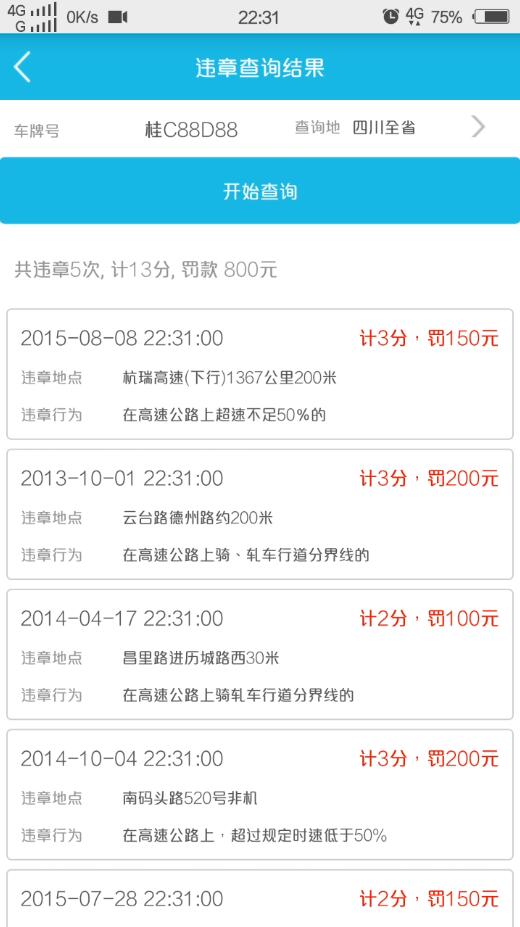 4G 0K/s 22:31 4G 75%
G
违章查询结果
车牌号 桂C88D88 查询地 四川全省
开始查询
共违章5次, 计13分, 罚款 800元
2015-08-08 22:31:00 计3分，罚150元
违章地点 杭瑞高速(下行)1367公里200米
违章行为 在高速公路上超速不足50%的
2013-10-01 22:31:00 计3分，罚200元
违章地点 云台路德州路约200米
违章行为 在高速公路上骑、轧车行道分界线的
2014-04-17 22:31:00 计2分，罚100元
违章地点 昌里路进历城路西30米
违章行为 在高速公路上骑轧车行道分界线的
2014-10-04 22:31:00 计3分，罚200元
违章地点 南码头路520号非机
违章行为 在高速公路上，超过规定时速低于50%
2015-07-28 22:31:00 计2分，罚150元